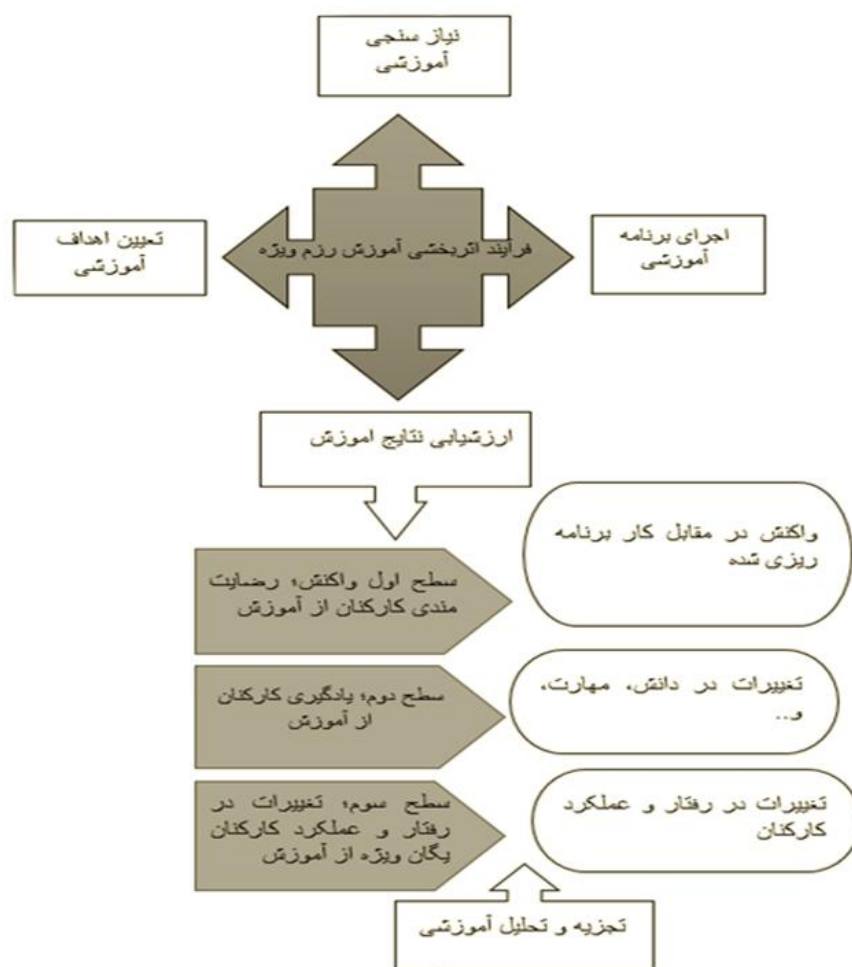 نیاز سنجی
آموزشی
تعیین اهداف
آموزشی
فرآیند اثربخشی آموزش رزم ویژه
اجرای برنامه
آموزشی
ارزشیابی نتایج اموزش
واکنش در مقابل کار برنامه
ریزی شده
سطح اول واکنش؛ رضایت
مندی کارکنان از آموزش
تغییرات در دانش، مهارت،
و..
سطح دوم؛ یادگیری کارکنان
از آموزش
تغییرات در رفتار و عملکرد
کارکنان
سطح سوم؛ تغییرات در
رفتار و عملکرد کارکنان
یگان ویژه از آموزش
تجزیه و تحلیل آموزشی